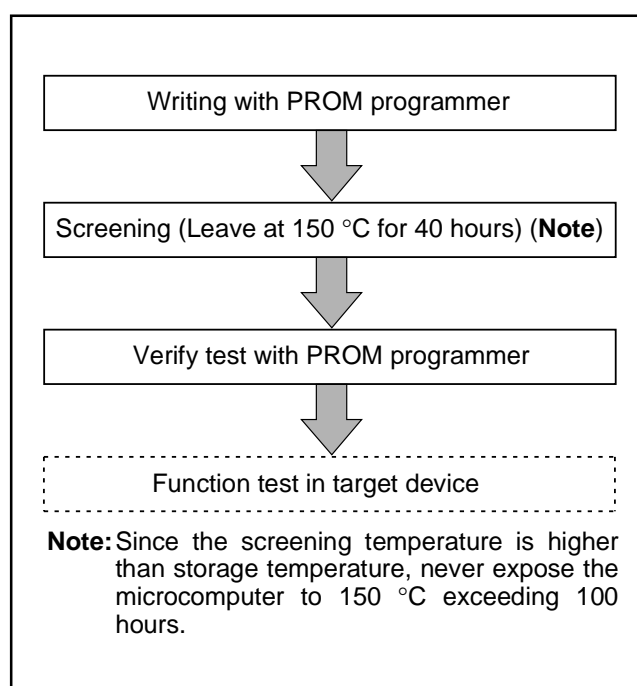 Writing with PROM programmer
Screening (Leave at 150 °C for 40 hours) (Note)
Verify test with PROM programmer
Function test in target device
Note: Since the screening temperature is higher
than storage temperature, never expose the
microcomputer to 150 °C exceeding 100
hours.